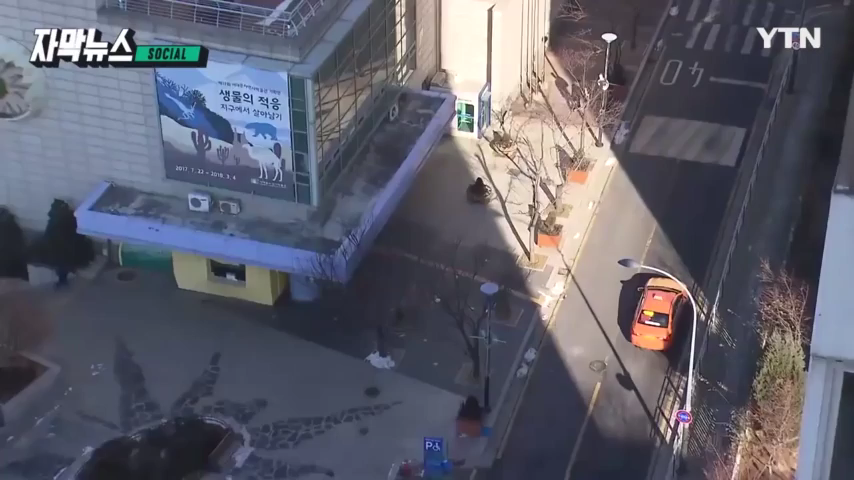 자막뉴스
SOCIAL
YTN
생물의 적응
지구에서 살아남기
2017. 7. 22 ~ 2018. 3. 4